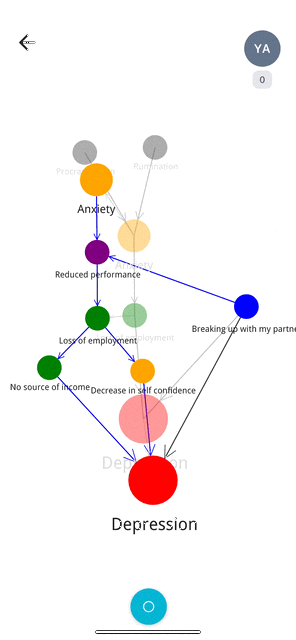 YA
0
Rumination
Anxiety
Anxiety
Reduced performance
Breaking up with my partne
Loss of employment
employment
No source of income
Decrease in self confidence
Depression
Depression